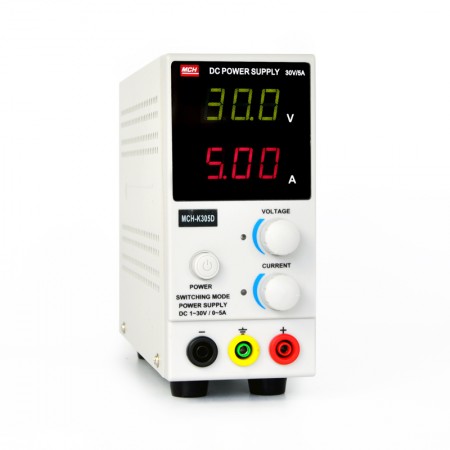 MCH DC POWER SUPPLY 30V/5A
30.0 V
5.00 A
MCH-K305D
VOLTAGE
CURRENT
POWER
SWITCHING MODE
POWER SUPPLY
DC 1~30V / 0~5A
- +